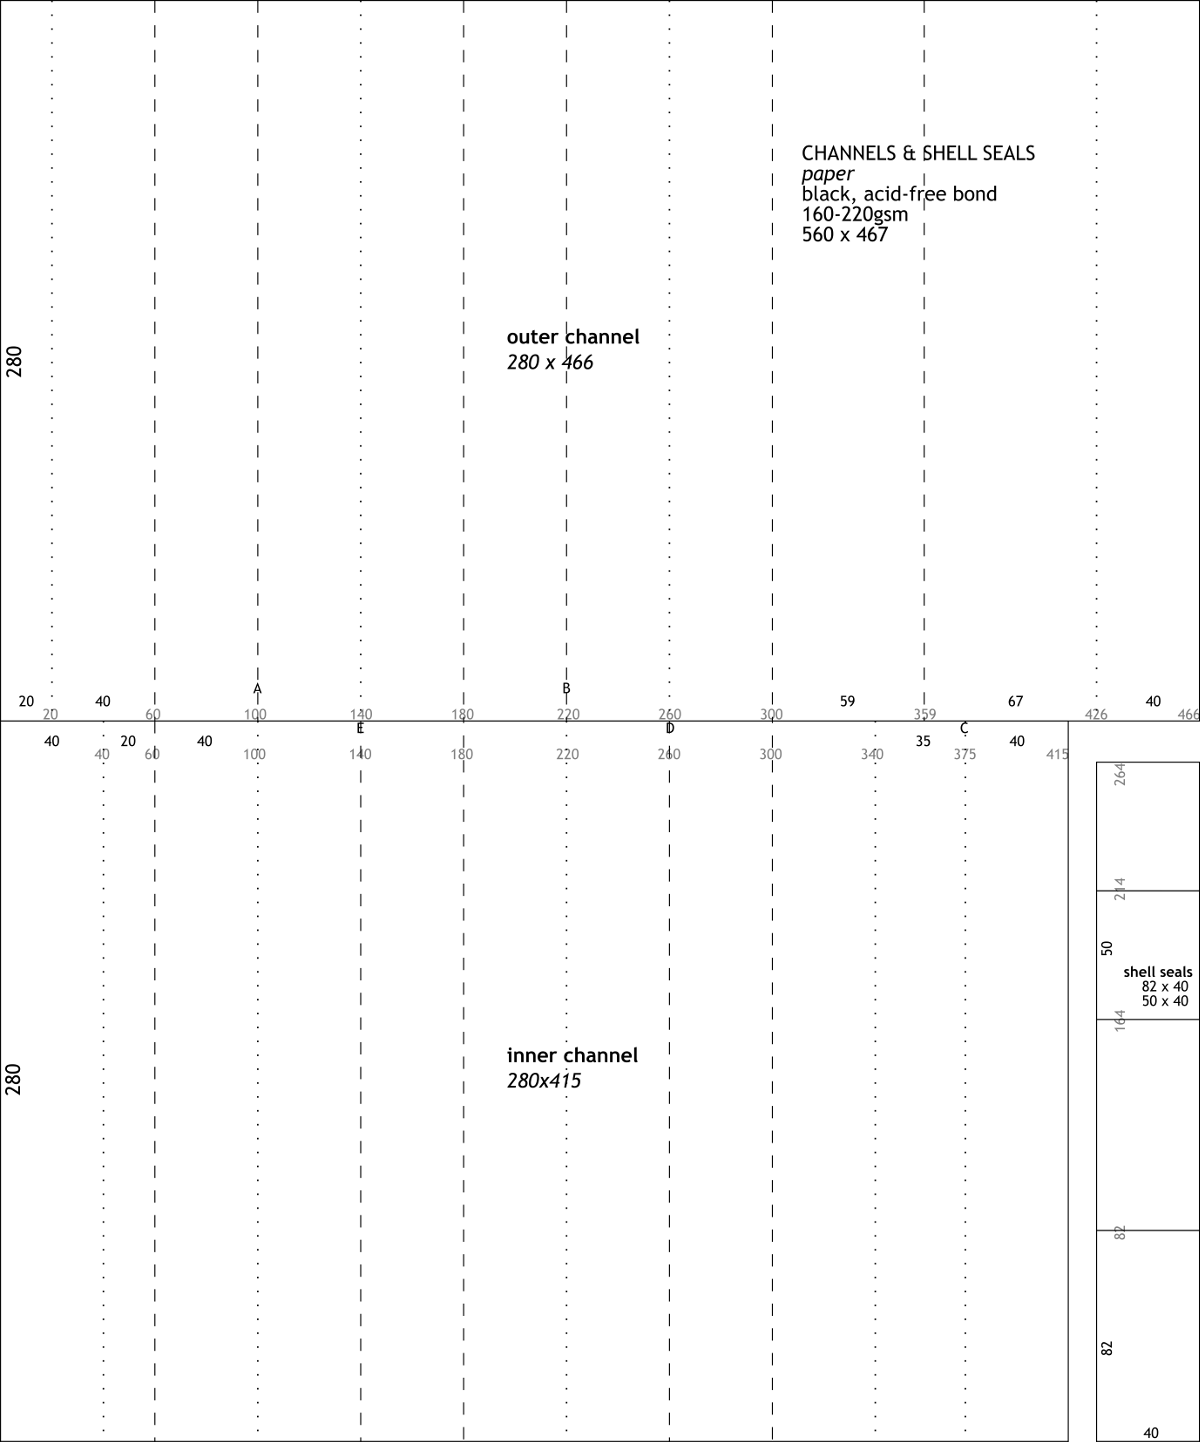 CHANNELS & SHELL SEALS
paper
black, acid-free bond
160-220gsm
560 x 467
outer channel
280 x 466
280
A B
20 40 59 67 40
20 60 100 140 180 220 260 300 359 426 466
E D C
40 20 40 35 40
40 60 100 140 180 220 260 300 340 375 415
264
214
50
shell seals
82 x 40
50 x 40
164
inner channel
280x415
280
82
82
40